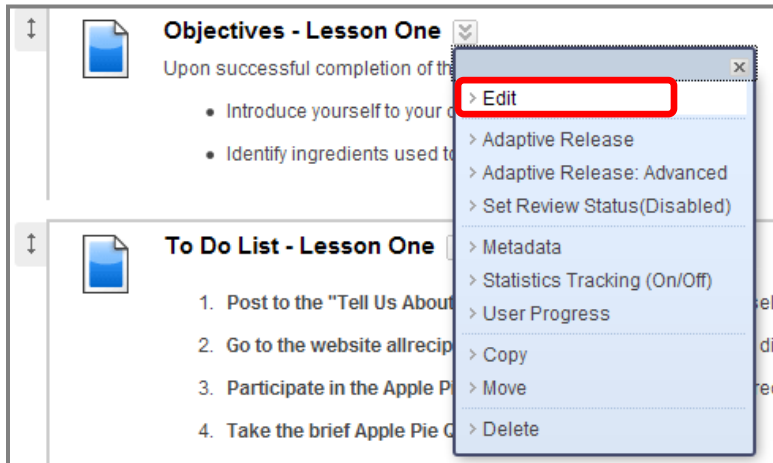 Objectives - Lesson One
Upon successful completion of th
• Introduce yourself to your
• Identify ingredients used to
> Edit
> Adaptive Release
> Adaptive Release: Advanced
> Set Review Status(Disabled)
> Metadata
> Statistics Tracking (On/Off)
> User Progress
> Copy
> Move
> Delete
To Do List - Lesson One
1. Post to the "Tell Us About
2. Go to the website allrecip
3. Participate in the Apple Pi
4. Take the brief Apple Pie Q